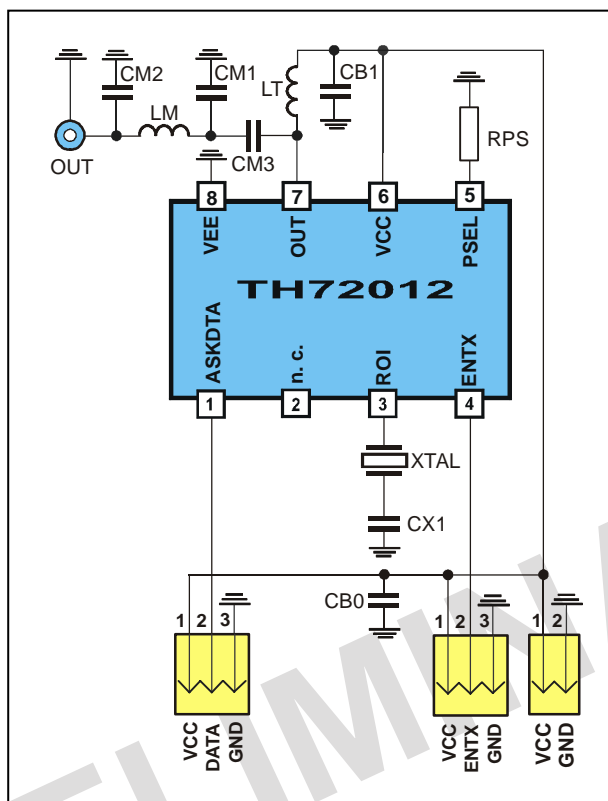 CM2
CM1
CB1
LT
LM
CM3
RPS
OUT
8 7 6 5
VEE OUT VCC PSEL
TH72012
ASKDTA n. c. ROI ENTX
1 2 3 4
XTAL
CX1
CB0
1 2 3 1 2 3 1 2
VCC DATA GND VCC ENTX GND VCC GND